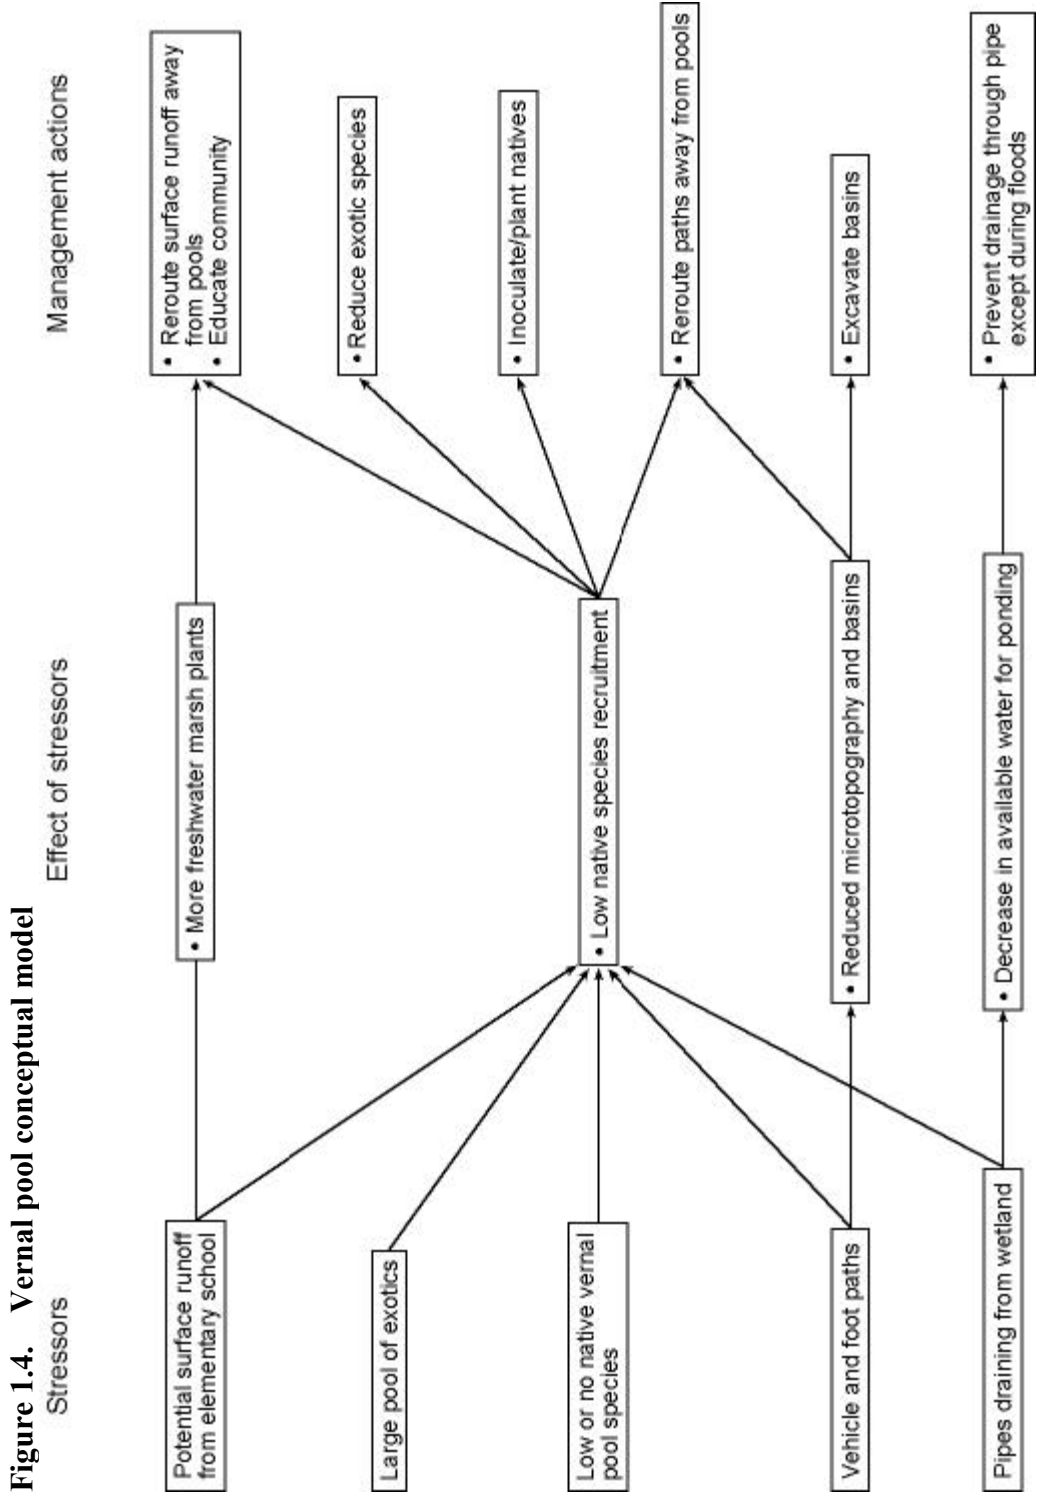 Figure 1.4. Vernal pool conceptual model
Stressors
Effect of stressors
Management actions
Potential surface runoff
from elementary school
Large pool of exotics
Low or no native vernal
pool species
Vehicle and foot paths
Pipes draining from wetland
• More freshwater marsh plants
• Low native species recruitment
• Reduced microtopography and basins
• Decrease in available water for ponding
• Reroute surface runoff away
from pools
• Educate community
• Reduce exotic species
• Inoculate/plant natives
• Reroute paths away from pools
• Excavate basins
• Prevent drainage through pipe
except during floods